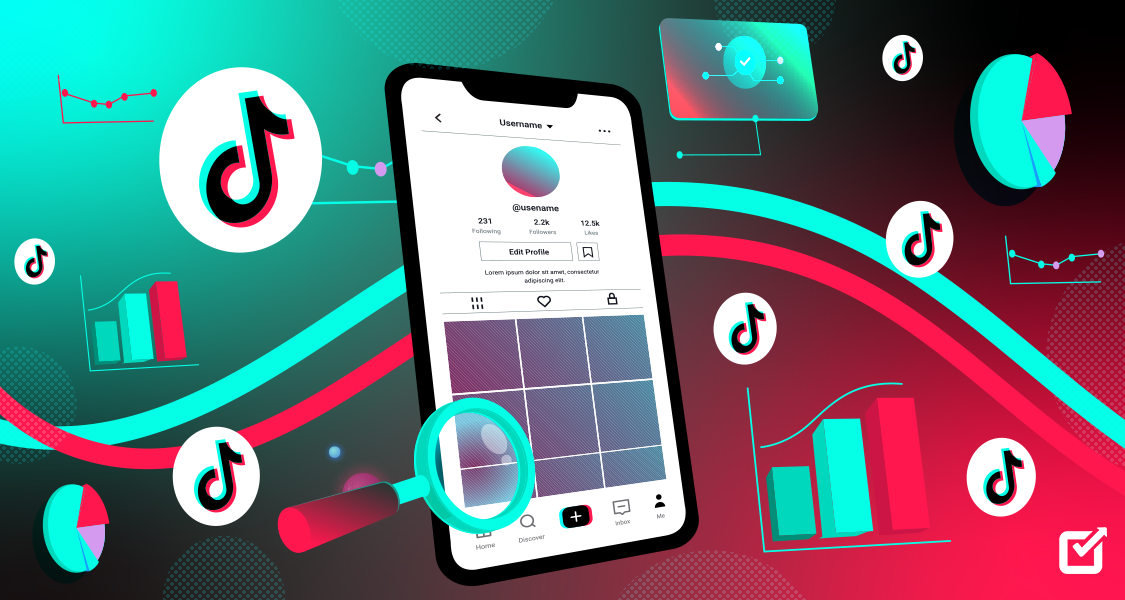 Username
@usename
231 2.2k 12.5k
Following Followers Likes
Edit Profile
Lorem ipsum dolor sit amet, consectetur
adipiscing elit.
Home Discover Inbox Me